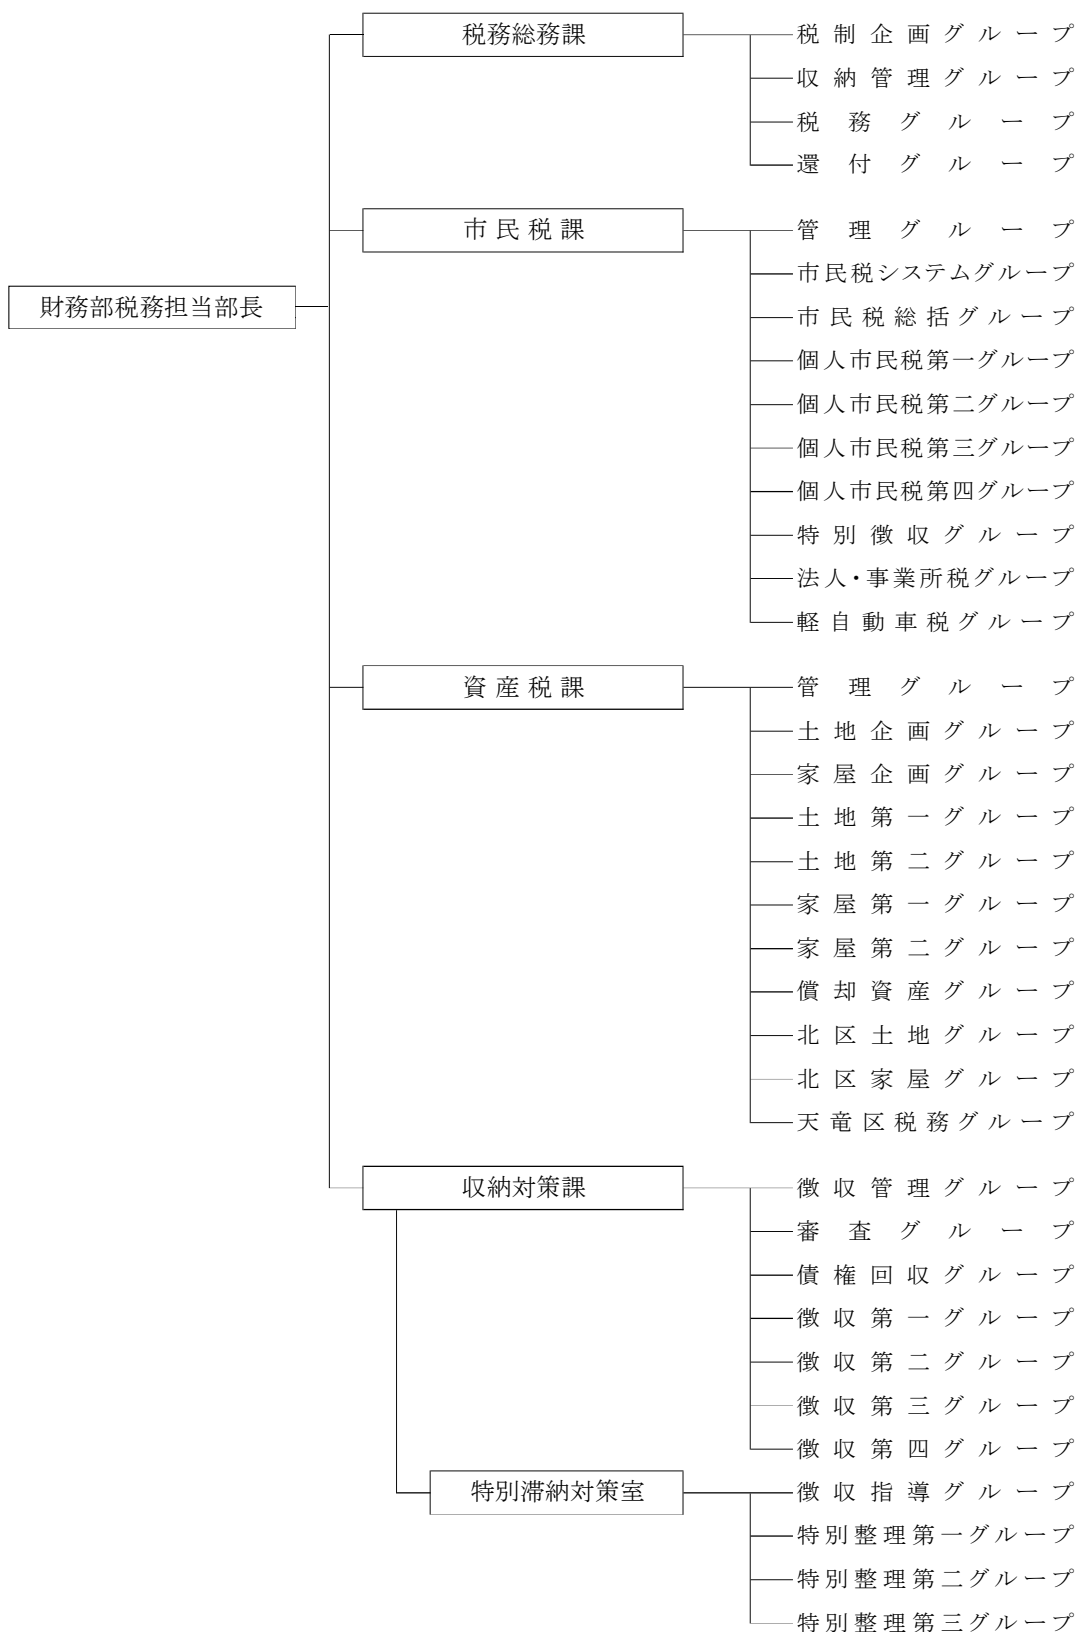 財務部税務担当部長
税務総務課
税制企画グループ
収納管理グループ
税務グループ
還付グループ
市民税課
管理グループ
市民税システムグループ
市民税総括グループ
個人市民税第一グループ
個人市民税第二グループ
個人市民税第三グループ
個人市民税第四グループ
特別徴収グループ
法人・事業所税グループ
軽自動車税グループ
資産税課
管理グループ
土地企画グループ
家屋企画グループ
土地第一グループ
土地第二グループ
家屋第一グループ
家屋第二グループ
償却資産グループ
北区土地グループ
北区家屋グループ
天竜区税務グループ
収納対策課
徴収管理グループ
審査グループ
債権回収グループ
徴収第一グループ
徴収第二グループ
徴収第三グループ
徴収第四グループ
特別滞納対策室
徴収指導グループ
特別整理第一グループ
特別整理第二グループ
特別整理第三グループ